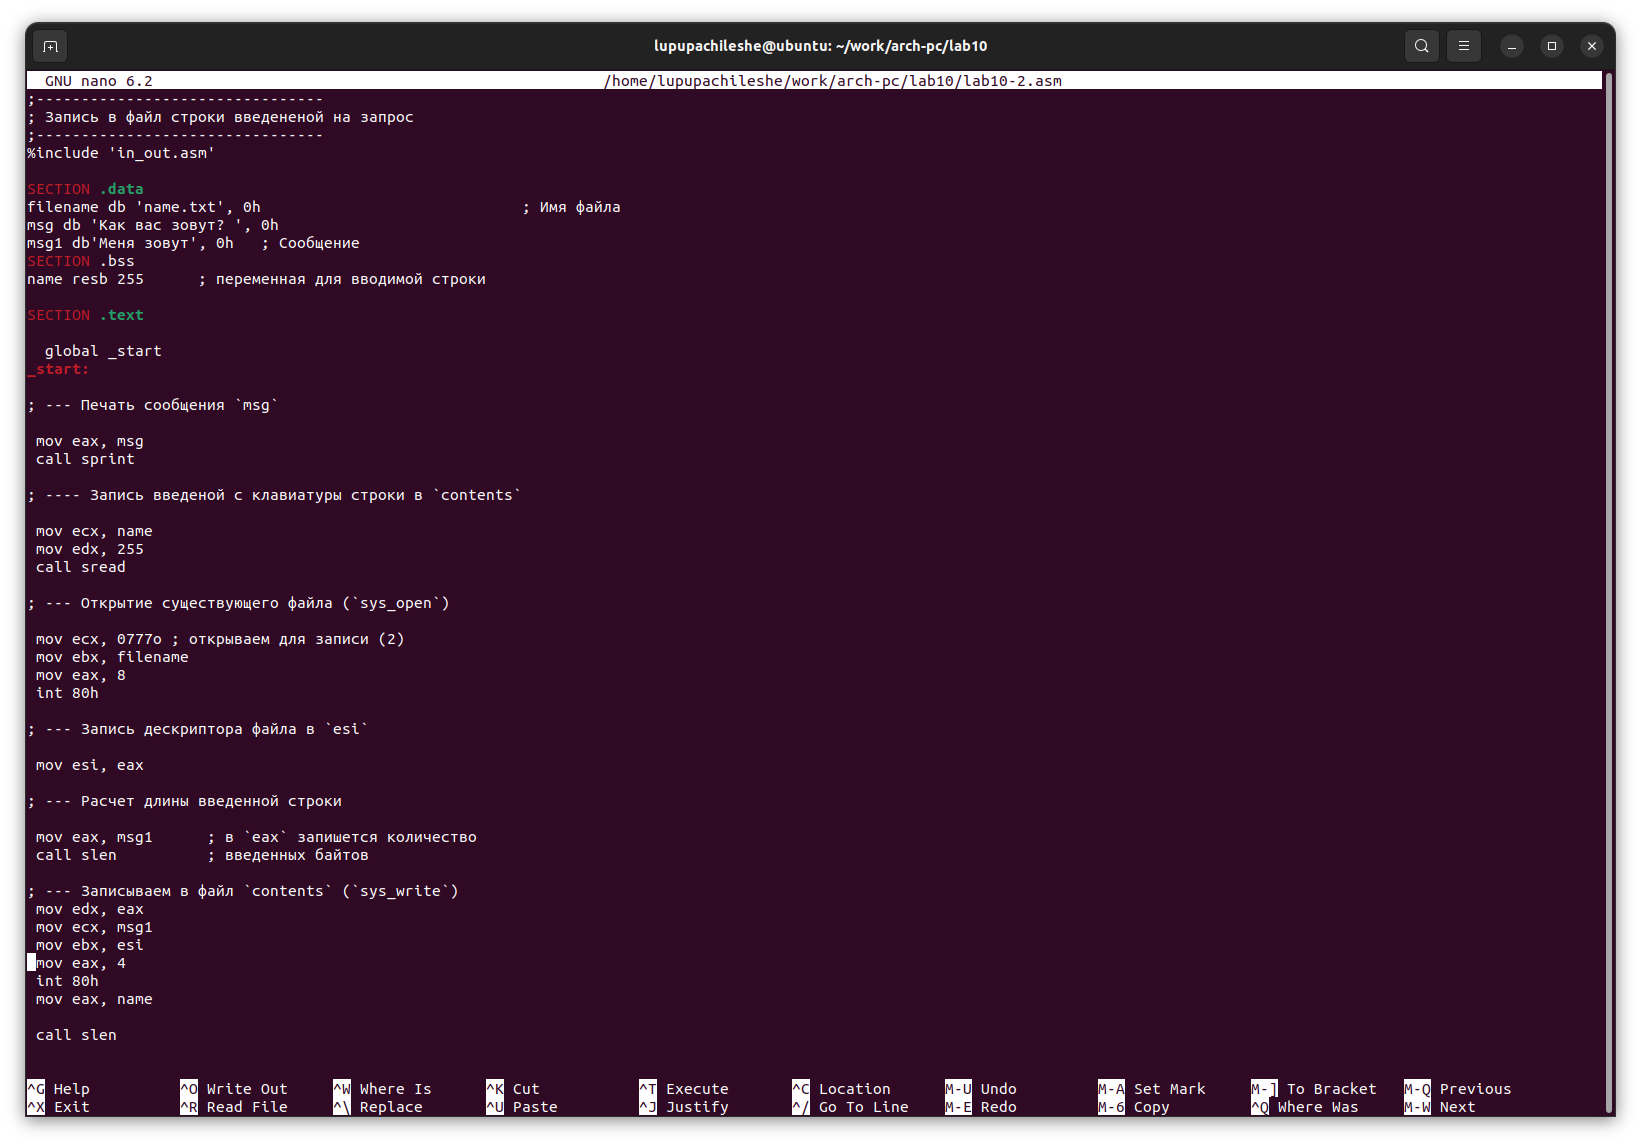 lupupachileshe@ubuntu: ~/work/arch-pc/lab10
GNU nano 6.2 /home/lupupachileshe/work/arch-pc/lab10/lab10-2.asm
;--------------------------------
; Запись в файл строки введененой на запрос
;--------------------------------
%include 'in_out.asm'
SECTION .data
filename db 'name.txt', 0h ; Имя файла
msg db 'Как вас зовут? ', 0h
msg1 db'Меня зовут', 0h ; Сообщение
SECTION .bss
name resb 255 ; переменная для вводимой строки
SECTION .text
global _start
_start:
; --- Печать сообщения `msg`
mov eax, msg
call sprint
; ---- Запись введеной с клавиатуры строки в `contents`
mov ecx, name
mov edx, 255
call sread
; --- Открытие существующего файла (`sys_open`)
mov ecx, 0777o ; открываем для записи (2)
mov ebx, filename
mov eax, 8
int 80h
; --- Запись дескриптора файла в `esi`
mov esi, eax
; --- Расчет длины введенной строки
mov eax, msg1 ; в `eax` запишется количество
call slen ; введенных байтов
; --- Записываем в файл `contents` (`sys_write`)
mov edx, eax
mov ecx, msg1
mov ebx, esi
mov eax, 4
int 80h
mov eax, name
call slen
^G Help ^O Write Out ^W Where Is ^K Cut ^T Execute ^C Location M-U Undo M-A Set Mark M-] To Bracket M-Q Previous
^X Exit ^R Read File ^\ Replace ^U Paste ^J Justify ^/ Go To Line M-E Redo M-6 Copy ^Q Where Was M-W Next